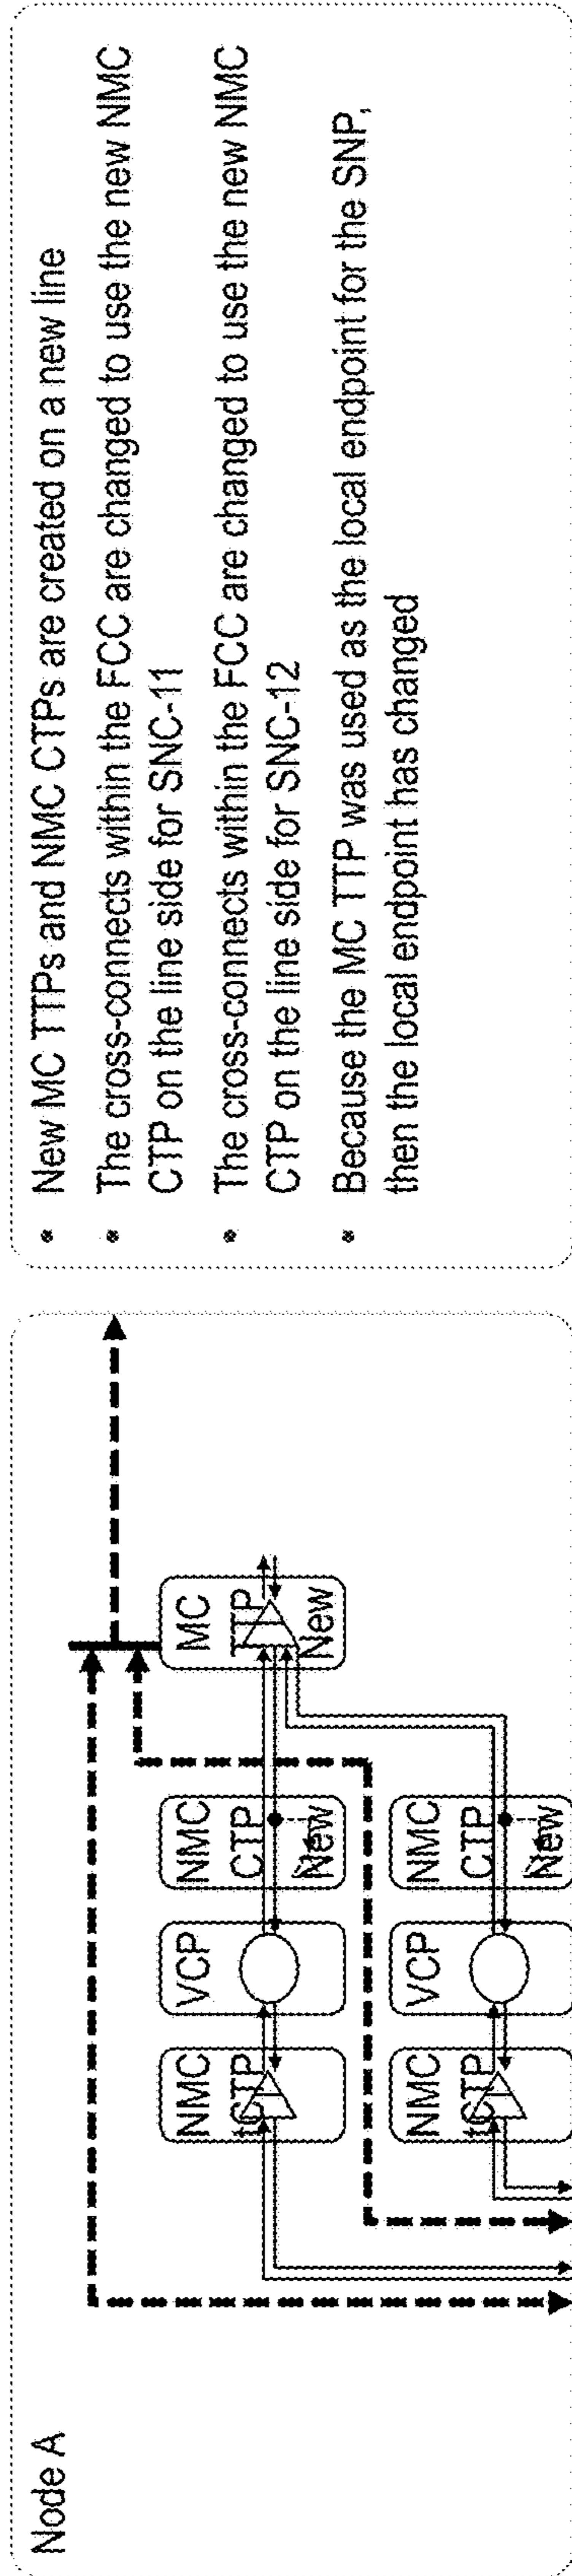 • New MC TTPs and NMC CTPs are created on a new line
• The cross-connects within the FCC are changed to use the new NMC
CTP on the line side for SNC-11
• The cross-connects within the FCC are changed to use the new NMC
CTP on the line side for SNC-12
• Because the MC TTP was used as the local endpoint for the SNP,
then the local endpoint has changed
Node A
NMC
tCTP
VCP
NMC
CTP
New
MC
TTP
New
NMC
tCTP
VCP
NMC
CTP
New